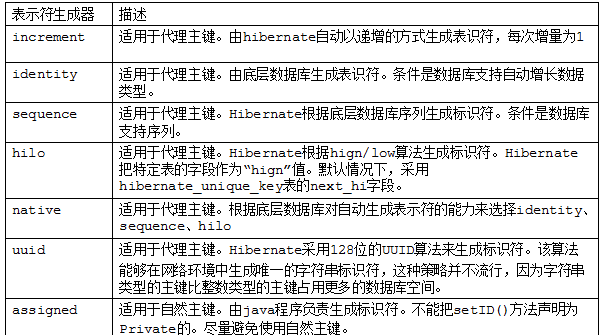 表示符生成器 描述
increment 适用于代理主键。由hibernate自动以递增的方式生成表识符，每次增量为1
identity 适用于代理主键。由底层数据库生成表识符。条件是数据库支持自动增长数据
类型。
sequence 适用于代理主键。Hibernate根据底层数据库序列生成标识符。条件是数据库
支持序列。
hilo 适用于代理主键。Hibernate根据hign/low算法生成标识符。Hibernate
把特定表的字段作为“hign”值。默认情况下，采用
hibernate_unique_key表的next_hi字段。
native 适用于代理主键。根据底层数据库对自动生成表示符的能力来选择identity、
sequence、hilo
uuid 适用于代理主键。Hibernate采用128位的UUID算法来生成标识符。该算法
能够在网络环境中生成唯一的字符串标识符，这种策略并不流行，因为字符串
类型的主键比整数类型的主键占用更多的数据库空间。
assigned 适用于自然主键。由java程序负责生成标识符。不能把setID()方法声明为
Private的。尽量避免使用自然主键。